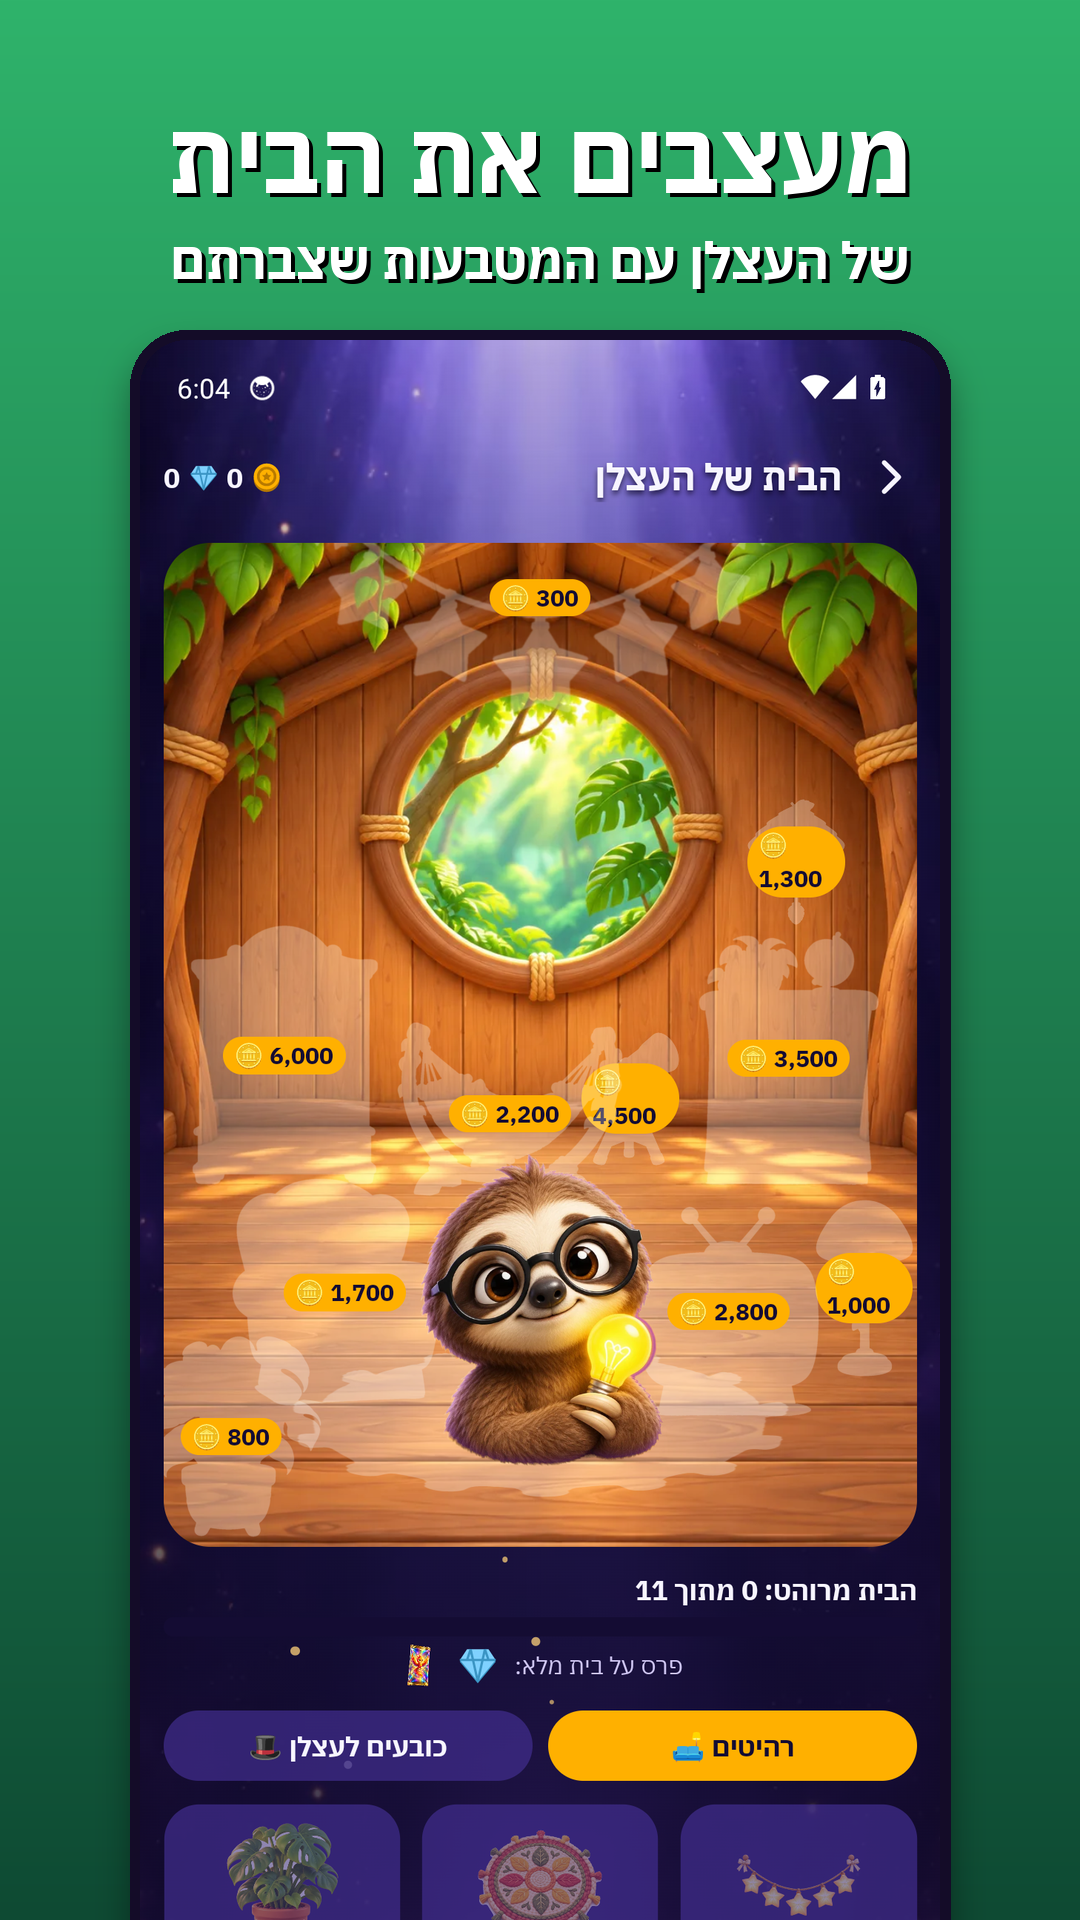 מעצבים את הבית
של העצלן עם המטבעות שצברתם
6:04
הבית של העצלן
0 0
300
1,300
6,000
3,500
2,200
4,500
1,700
2,800
1,000
800
הבית מרוהט: 0 מתוך 11
פרס על בית מלא:
רהיטים
כובעים לעצלן